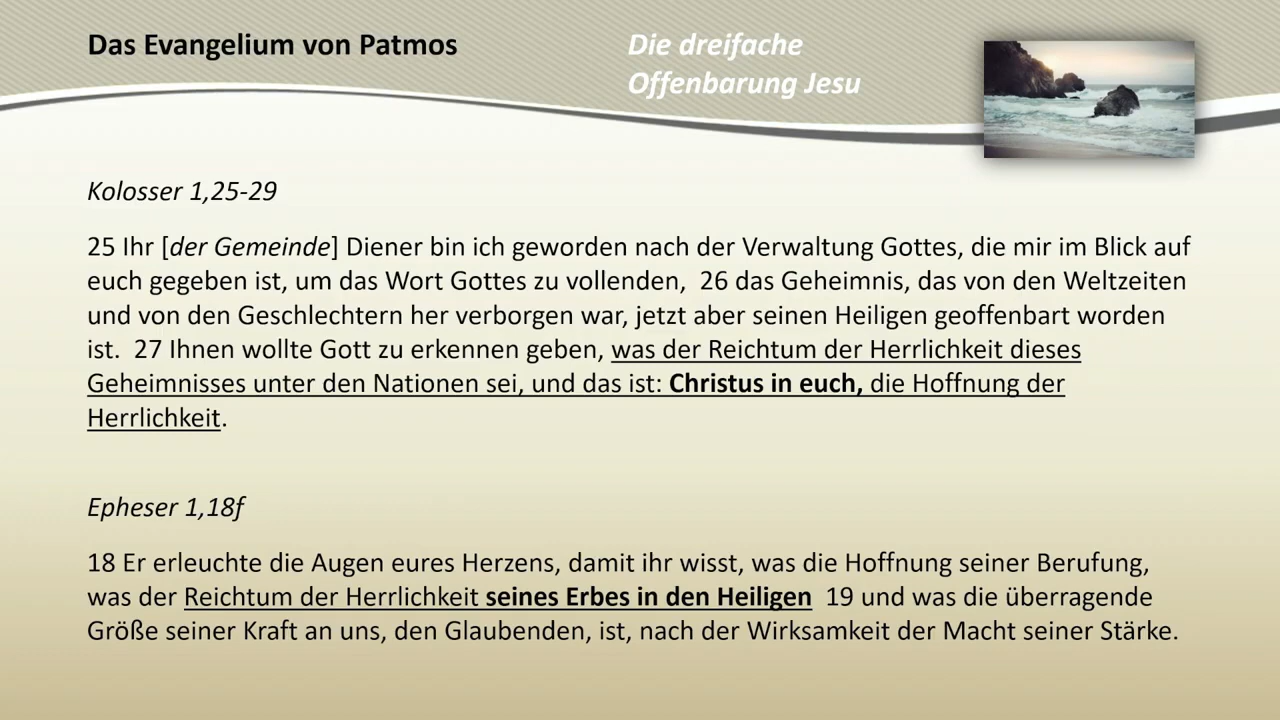 Das Evangelium von Patmos
Die dreifache
Offenbarung Jesu
Kolosser 1,25-29
25 Ihr [der Gemeinde] Diener bin ich geworden nach der Verwaltung Gottes, die mir im Blick auf
euch gegeben ist, um das Wort Gottes zu vollenden,  26 das Geheimnis, das von den Weltzeiten
und von den Geschlechtern her verborgen war, jetzt aber seinen Heiligen geoffenbart worden
ist.  27 Ihnen wollte Gott zu erkennen geben, was der Reichtum der Herrlichkeit dieses
Geheimnisses unter den Nationen sei, und das ist: Christus in euch, die Hoffnung der
Herrlichkeit.
Epheser 1,18f
18 Er erleuchte die Augen eures Herzens, damit ihr wisst, was die Hoffnung seiner Berufung,
was der Reichtum der Herrlichkeit seines Erbes in den Heiligen  19 und was die überragende
Größe seiner Kraft an uns, den Glaubenden, ist, nach der Wirksamkeit der Macht seiner Stärke.